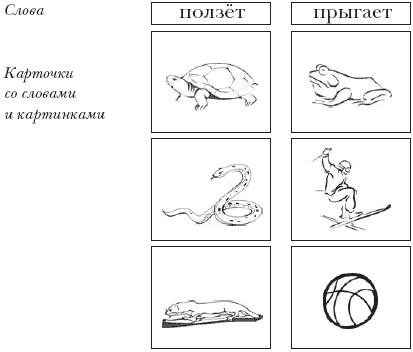 Слова
ползёт
прыгает
Карточки
со словами
и картинками